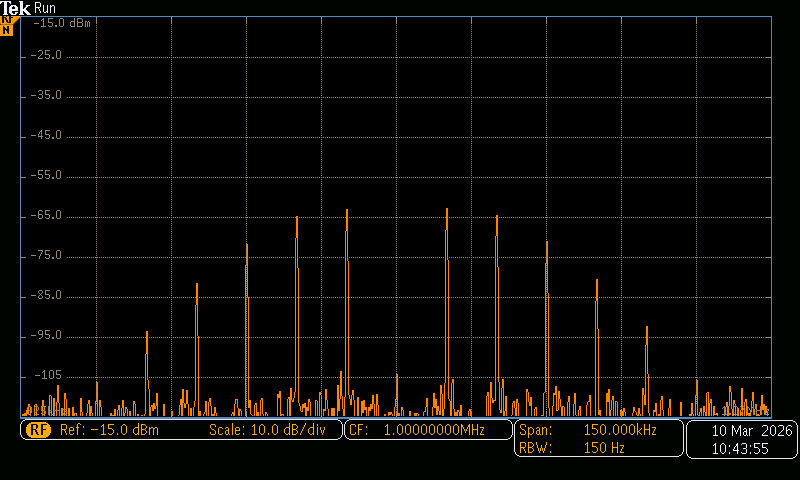 Tek Run
RF
N
-15.0 dBm
-25.0
-35.0
-45.0
-55.0
-65.0
-75.0
-85.0
-95.0
-105
RF Ref: -15.0 dBm Scale: 10.0 dB/div CF: 1.00000000MHz
Span: 150.000kHz
RBW: 150 Hz
10 Mar 2026
10:43:55